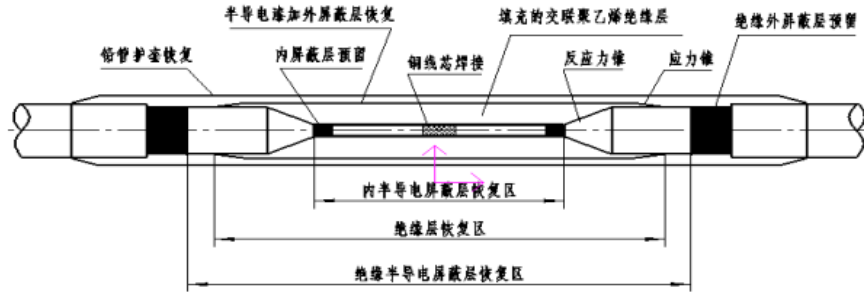 半导电漆加外屏蔽层恢复
填充的交联聚乙烯绝缘层
绝缘外屏蔽层预留
铅管护套恢复
内屏蔽层预留
铜线芯焊接
反应力锥
应力锥
内半导电屏蔽层恢复区
绝缘层恢复区
绝缘半导电屏蔽层恢复区